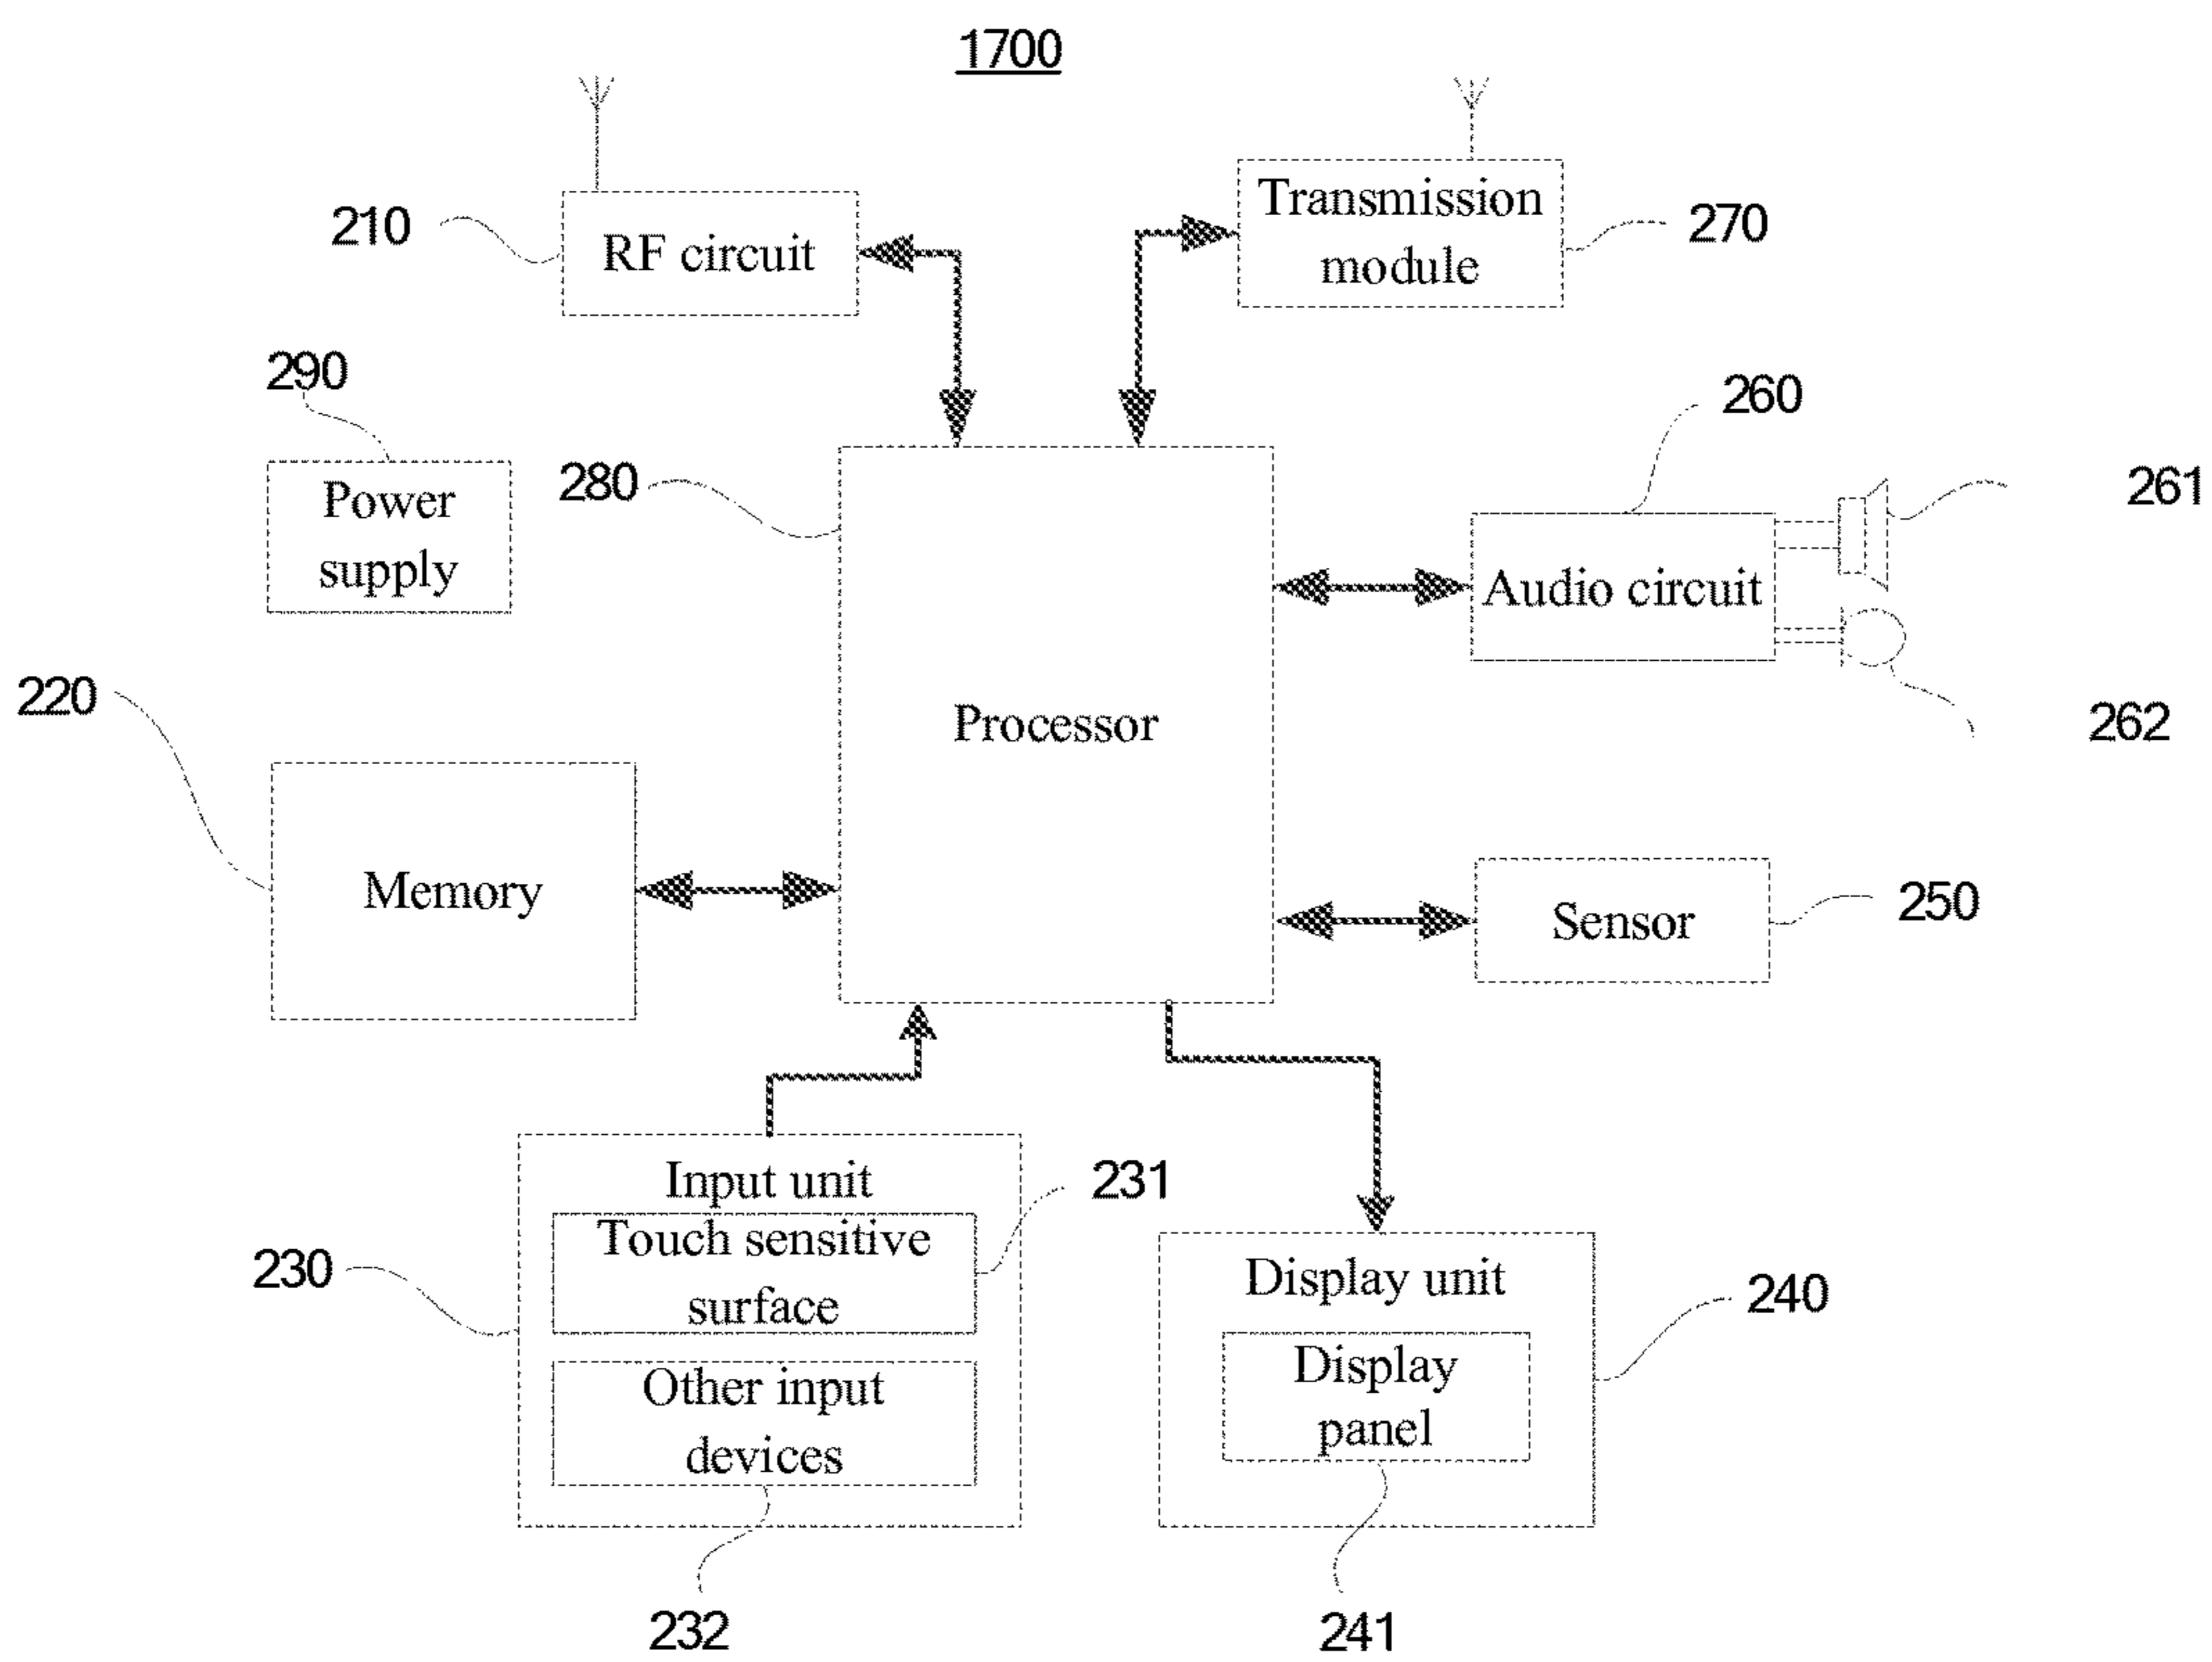 1700
210
RF circuit
Transmission
module
270
290
Power
supply
280
260
261
Audio circuit
262
220
Processor
Memory
Sensor
250
Input unit
231
Touch sensitive
surface
230
Other input
devices
232
Display unit
240
Display
panel
241